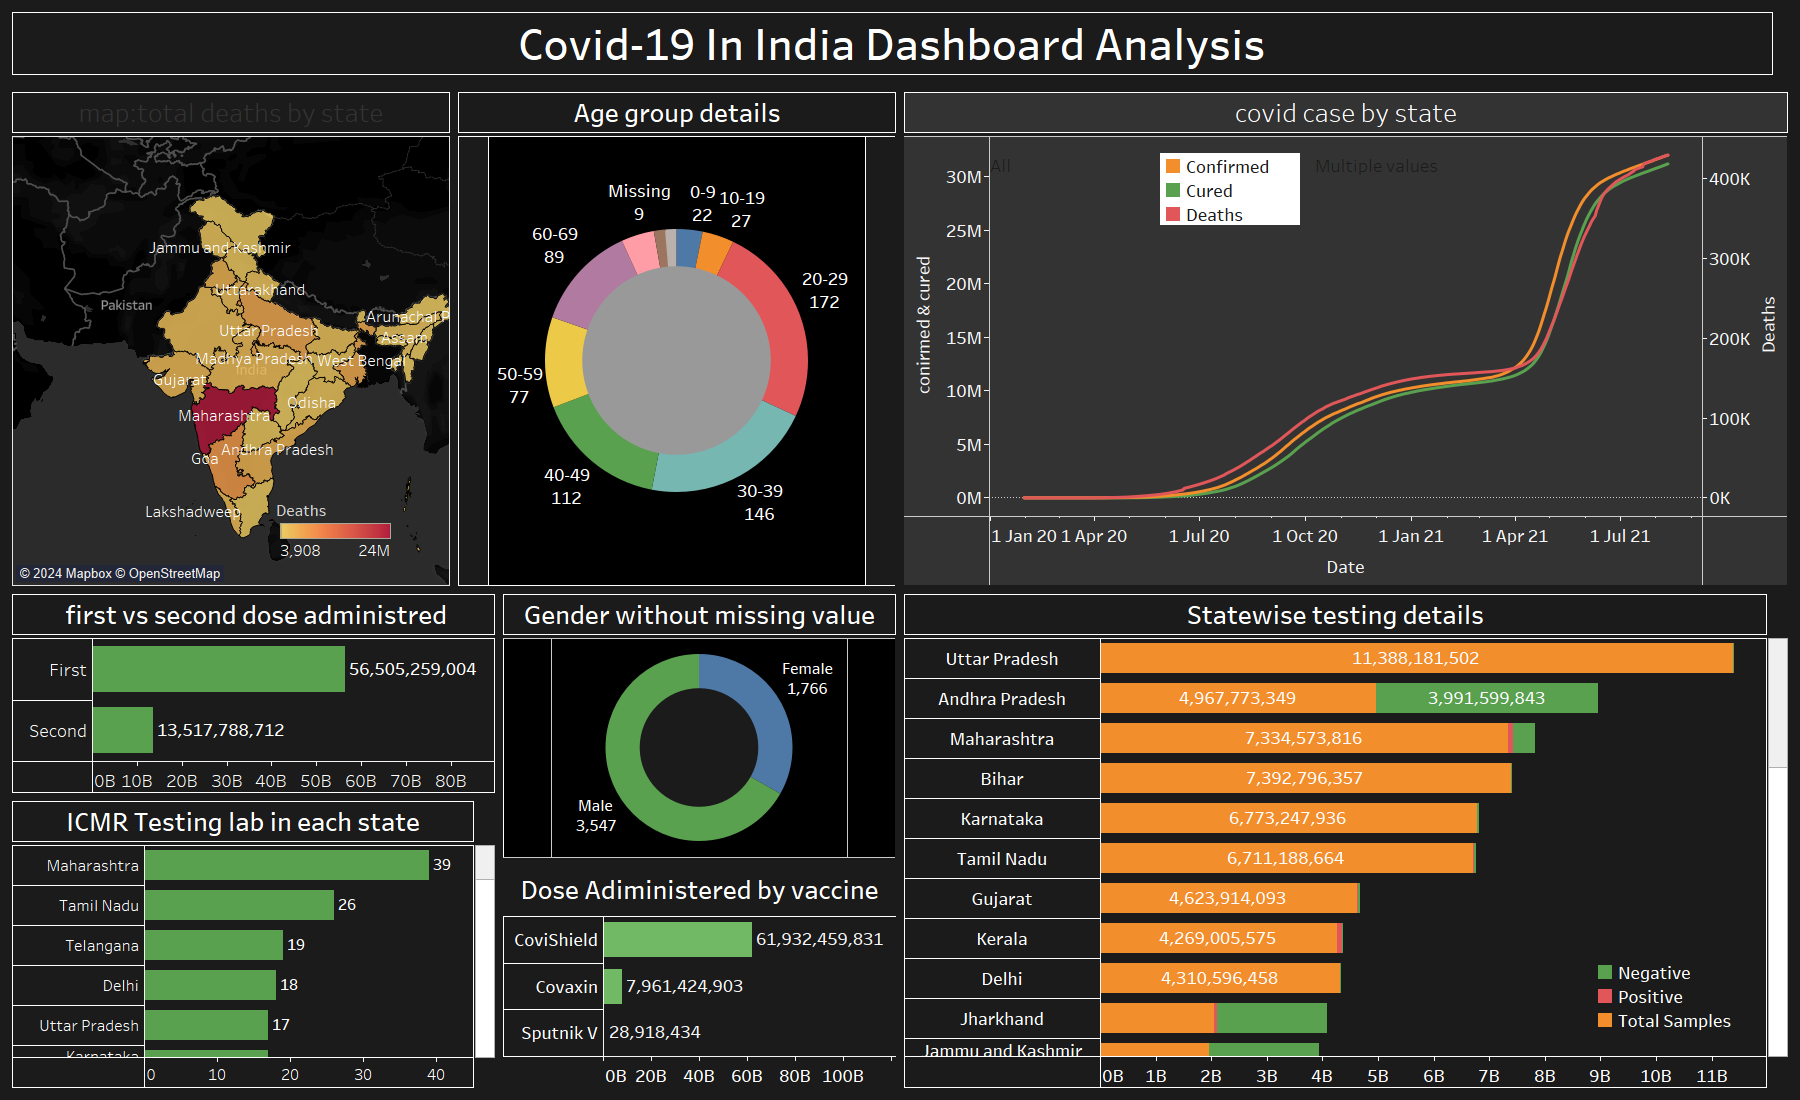 Covid-19 In India Dashboard Analysis
map:total deaths by state
Jammu and Kashmir
Uttarakhand
Pakistan
Arunachal P
Uttar Pradesh
Assam
Madhya Pradesh
West Bengal
India
Gujarat
Odisha
Maharashtra
Andhra Pradesh
Goa
Lakshadweep
Deaths
3,908 24M
© 2024 Mapbox © OpenStreetMap
Age group details
Missing
9
0-9
22
10-19
27
20-29
172
30-39
146
40-49
112
50-59
77
60-69
89
covid case by state
All
Multiple values
Confirmed
Cured
Deaths
conirmed & cured
30M
25M
20M
15M
10M
5M
0M
Deaths
400K
300K
200K
100K
0K
1 Jan 20 1 Apr 20 1 Jul 20 1 Oct 20 1 Jan 21 1 Apr 21 1 Jul 21
Date
first vs second dose administred
First 56,505,259,004
Second 13,517,788,712
0B 10B 20B 30B 40B 50B 60B 70B 80B
ICMR Testing lab in each state
Maharashtra 39
Tamil Nadu 26
Telangana 19
Delhi 18
Uttar Pradesh 17
Karnataka
0 10 20 30 40
Gender without missing value
Female
1,766
Male
3,547
Dose Adiministered by vaccine
CoviShield 61,932,459,831
Covaxin 7,961,424,903
Sputnik V 28,918,434
0B 20B 40B 60B 80B 100B
Statewise testing details
Uttar Pradesh 11,388,181,502
Andhra Pradesh 4,967,773,349 3,991,599,843
Maharashtra 7,334,573,816
Bihar 7,392,796,357
Karnataka 6,773,247,936
Tamil Nadu 6,711,188,664
Gujarat 4,623,914,093
Kerala 4,269,005,575
Delhi 4,310,596,458
Jharkhand
Jammu and Kashmir
Negative
Positive
Total Samples
0B 1B 2B 3B 4B 5B 6B 7B 8B 9B 10B 11B